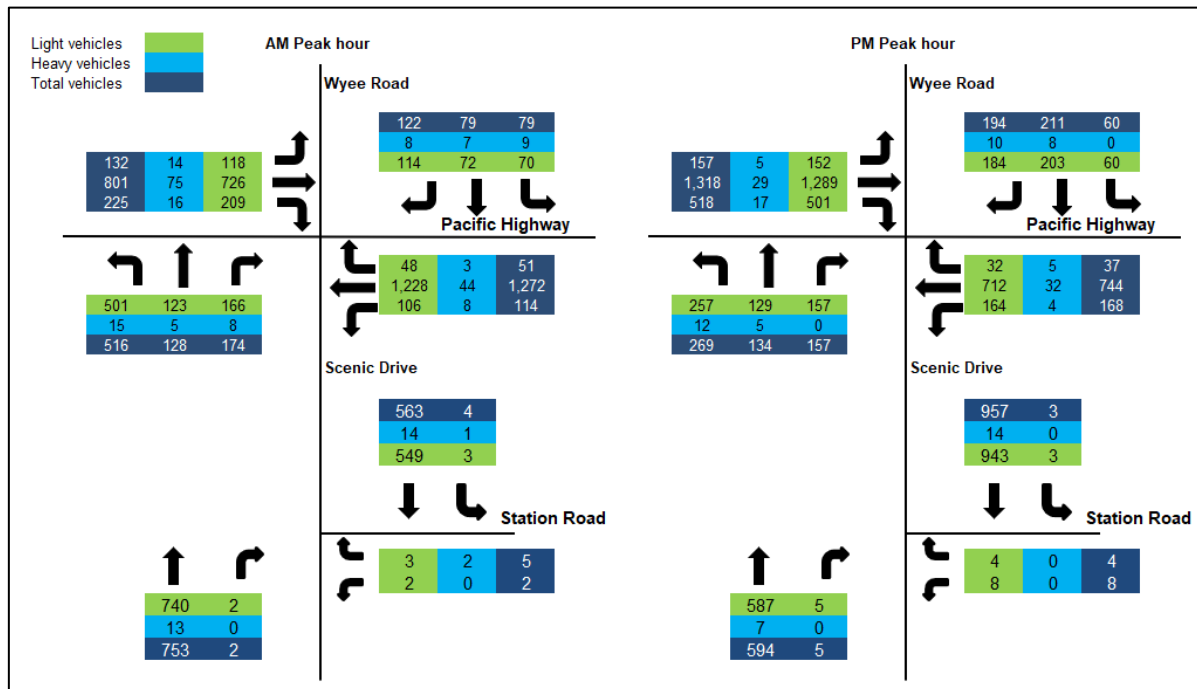 AM Peak hour
PM Peak hour
Light vehicles
Heavy vehicles
Total vehicles
Wyee Road
122 79 79
8 7 9
114 72 70
132 14 118
801 75 726
225 16 209
Pacific Highway
501 123 166
15 5 8
516 128 174
48 3 51
1,228 44 1,272
106 8 114
Scenic Drive
563 4
14 1
549 3
Station Road
3 2 5
2 0 2
740 2
13 0
753 2
Wyee Road
194 211 60
10 8 0
184 203 60
157 5 152
1,318 29 1,289
518 17 501
Pacific Highway
257 129 157
12 5 0
269 134 157
32 5 37
712 32 744
164 4 168
Scenic Drive
957 3
14 0
943 3
Station Road
4 0 4
8 0 8
587 5
7 0
594 5